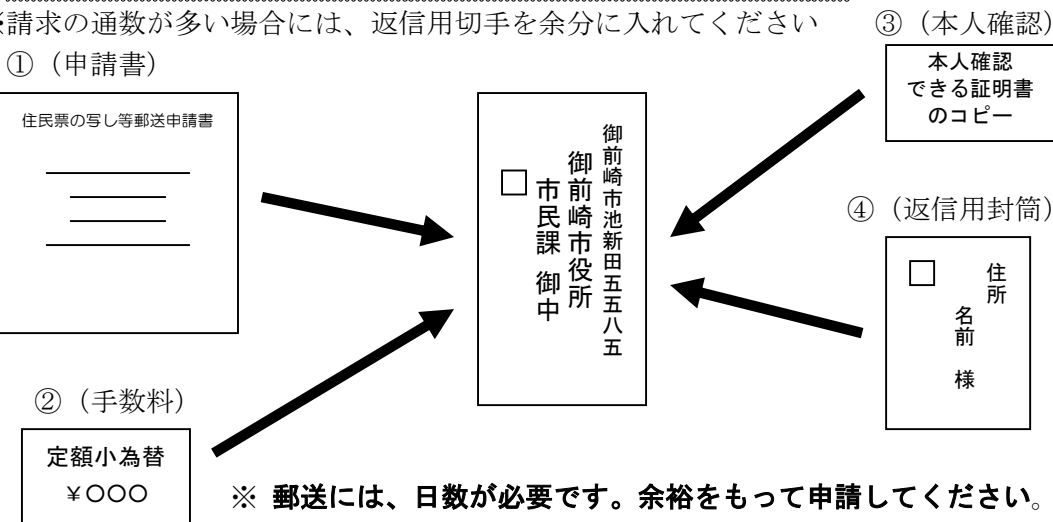 ※請求の通数が多い場合には、返信用切手を余分に入れてください
①（申請書）
住民票の写し等郵送申請書
②（手数料）
定額小為替
￥〇〇〇
御前崎市池新田五五八五
御前崎市役所
市民課 御中
③（本人確認）
本人確認
できる証明書
のコピー
④（返信用封筒）
住所
名前 様
※ 郵送には、日数が必要です。余裕をもって申請してください。